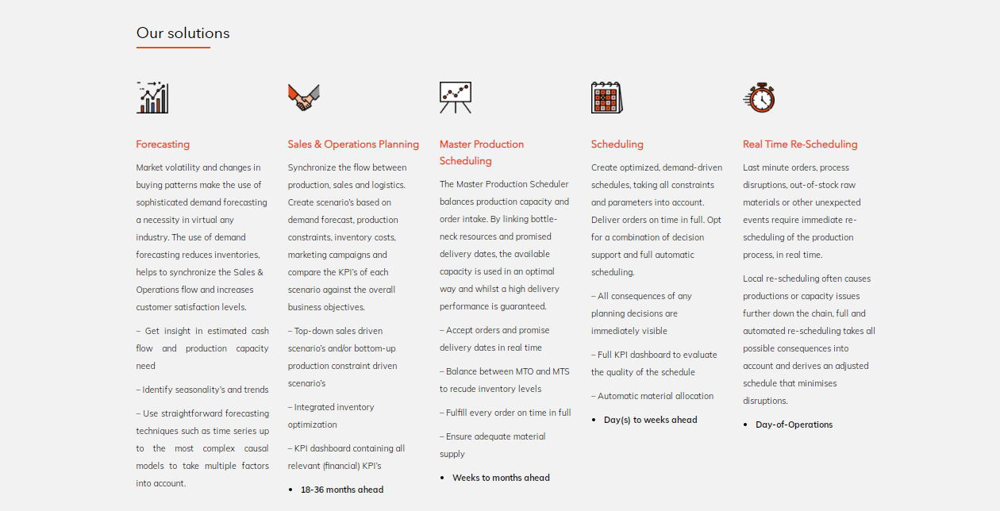 Our solutions
Forecasting
Market volatility and changes in
buying patterns make the use of
sophisticated demand forecasting
a necessity in virtual any
industry. The use of demand
forecasting reduces inventories,
helps to synchronize the Sales &
Operations flow and increases
customer satisfaction levels.
– Get insight in estimated cash
flow and production capacity
need
– Identify seasonality's and trends
– Use straightforward forecasting
techniques such as time series up
to the most complex causal
models to take multiple factors
into account.
Sales & Operations Planning
Synchronize the flow between
production, sales and logistics.
Create scenario's based on
demand forecast, production
constraints, inventory costs,
marketing campaigns and
compare the KPI's of each
scenario against the overall
business objectives.
– Top-down sales driven
scenario's and/or bottom-up
production constraint driven
scenario's
– Integrated inventory
optimization
– KPI dashboard containing all
relevant (financial) KPI's
• 18-36 months ahead
Master Production
Scheduling
The Master Production Scheduler
balances production capacity and
order intake. By linking bottle-
neck resources and promised
delivery dates, the available
capacity is used in an optimal
way and whilst a high delivery
performance is guaranteed.
– Accept orders and promise
delivery dates in real time
– Balance between MTO and MTS
to recude inventory levels
– Fulfill every order on time in full
– Ensure adequate material
supply
• Weeks to months ahead
Scheduling
Create optimized, demand-driven
schedules, taking all constraints
and parameters into account.
Deliver orders on time in full. Opt
for a combination of decision
support and full automatic
scheduling.
– All consequences of any
planning decisions are
immediately visible
– Full KPI dashboard to evaluate
the quality of the schedule
– Automatic material allocation
• Day(s) to weeks ahead
Real Time Re-Scheduling
Last minute orders, process
disruptions, out-of-stock raw
materials or other unexpected
events require immediate re-
scheduling of the production
process, in real time.
Local re-scheduling often causes
productions or capacity issues
further down the chain, full and
automated re-scheduling takes all
possible consequences into
account and derives an adjusted
schedule that minimises
disruptions.
• Day-of-Operations